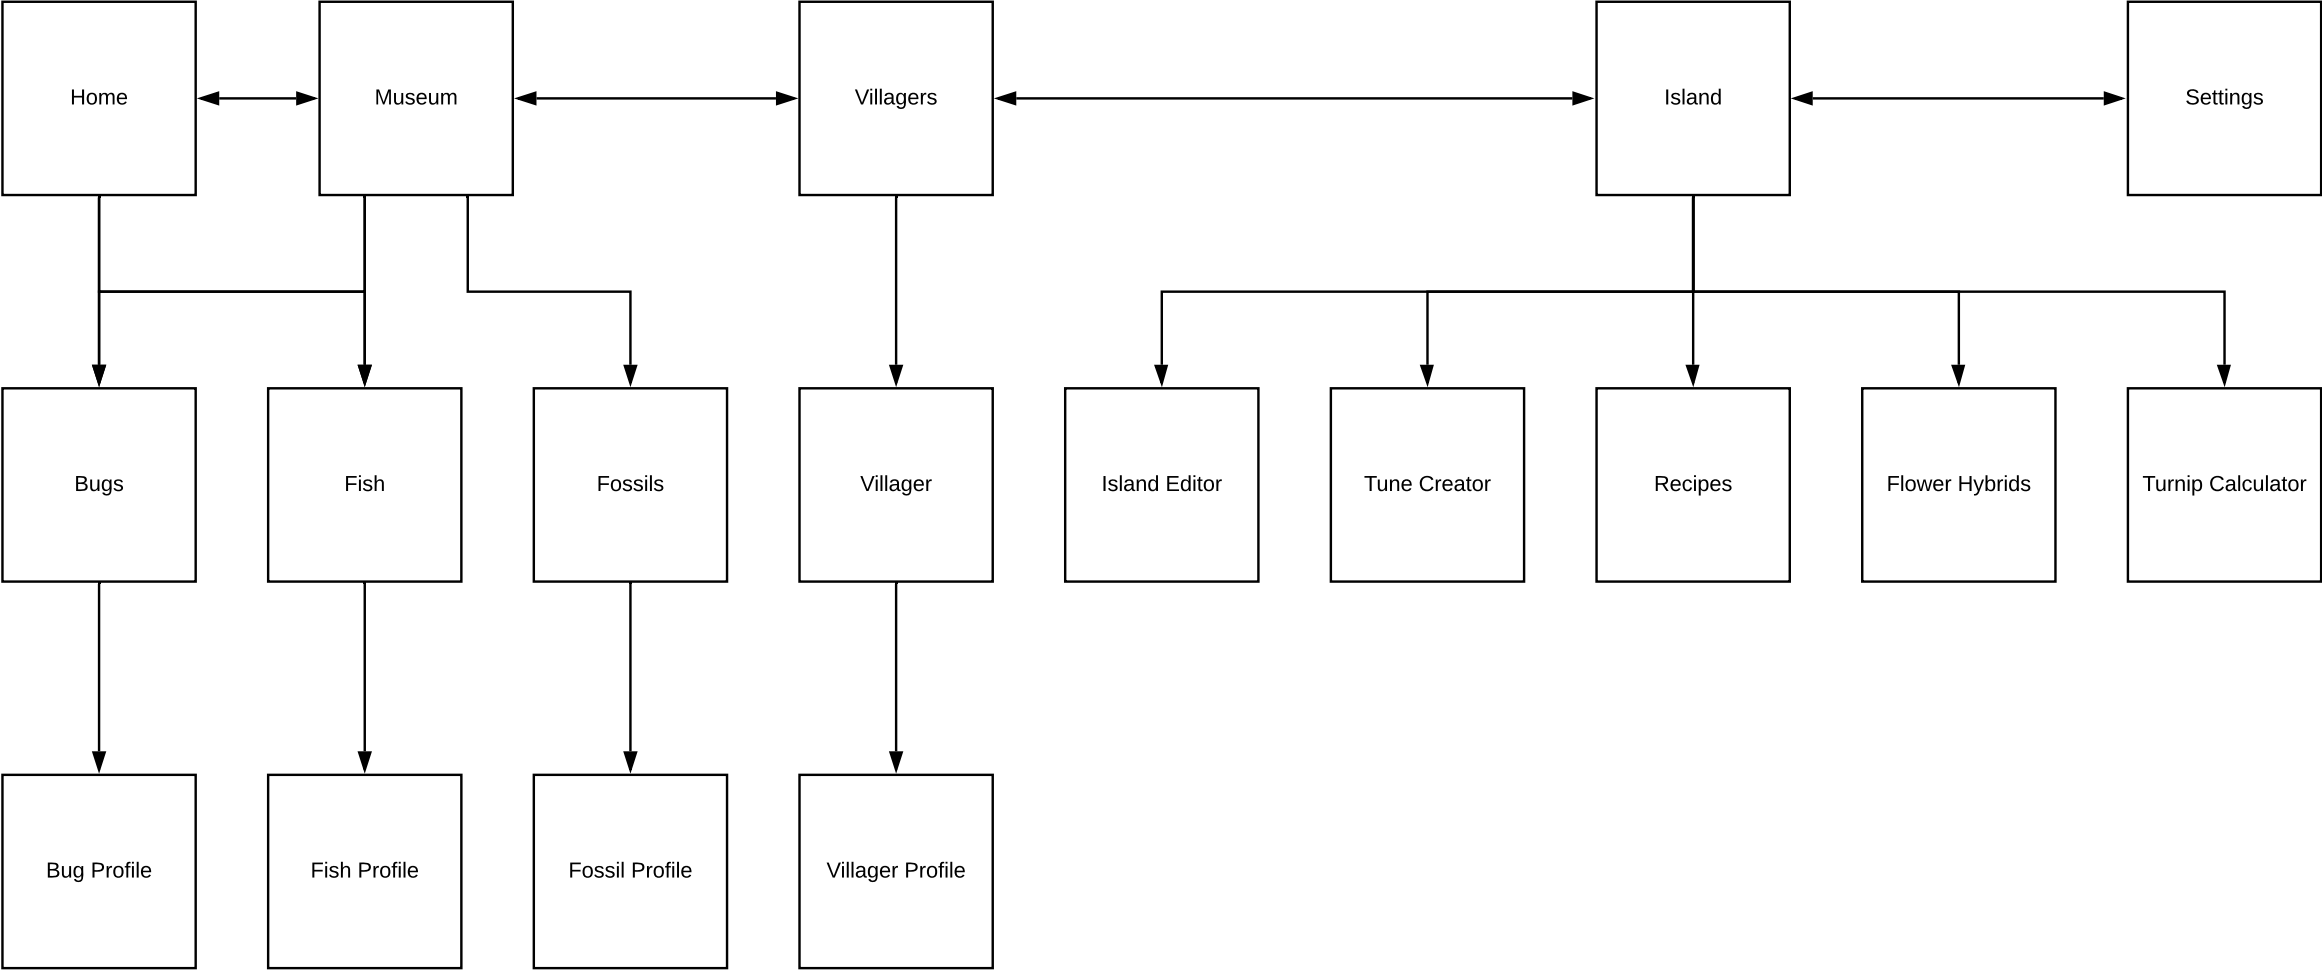 Home
Museum
Villagers
Island
Settings
Bugs
Fish
Fossils
Villager
Island Editor
Tune Creator
Recipes
Flower Hybrids
Turnip Calculator
Bug Profile
Fish Profile
Fossil Profile
Villager Profile